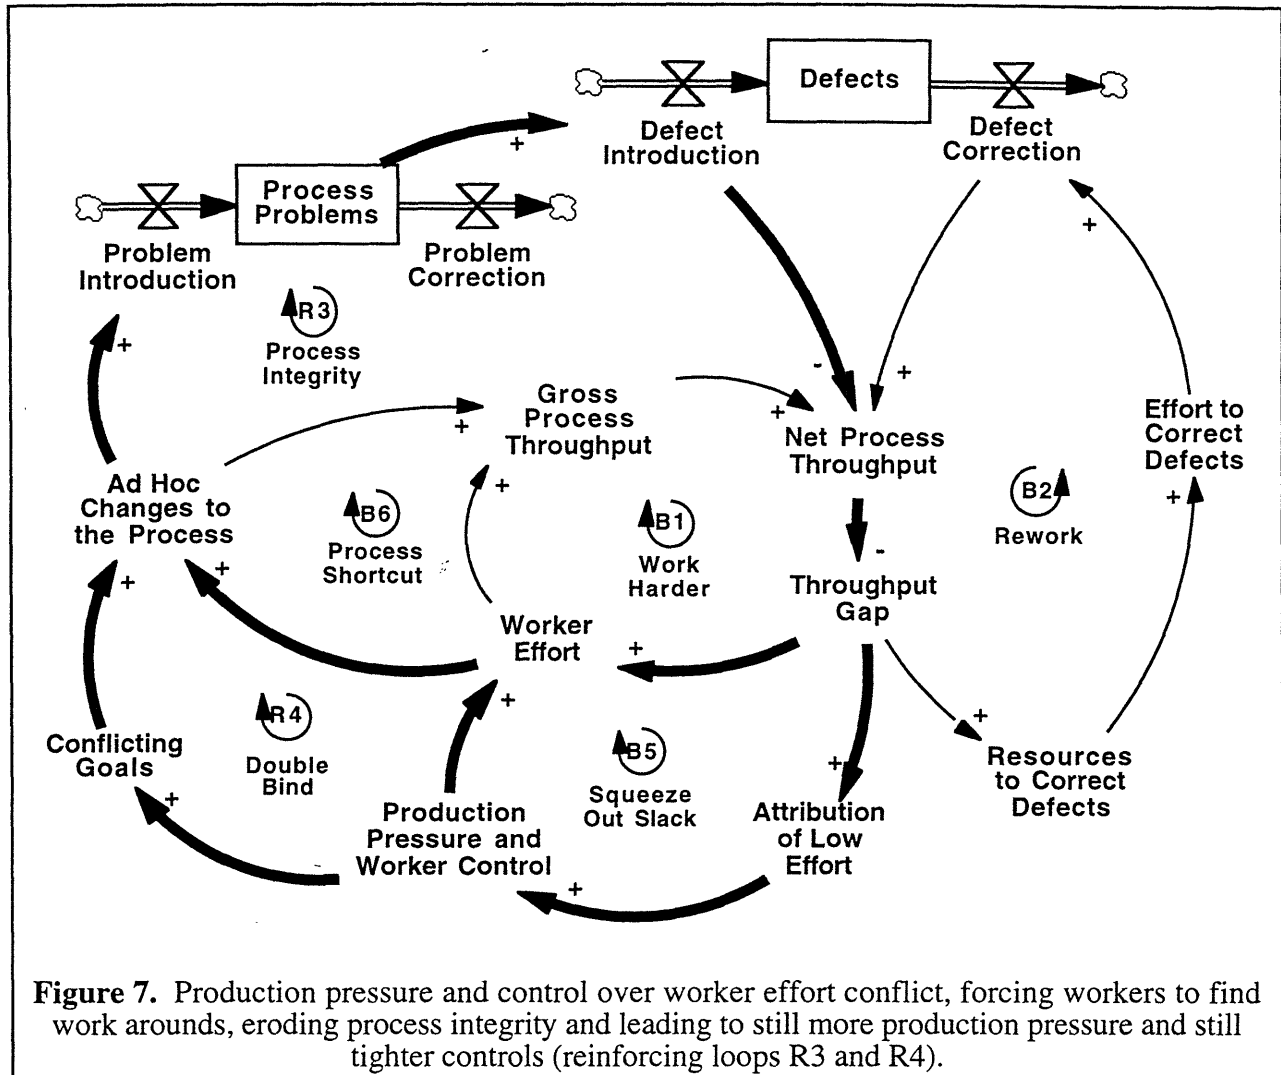 Defects
Defect
Introduction
Defect
Correction
Process
Problems
+
Problem
Introduction
Problem
Correction
+
R3
Process
Integrity
+
-
+
+
+
Gross
Process
Throughput
+
Net Process
Throughput
Effort to
Correct
Defects
Ad Hoc
Changes to
the Process
B6
Process
Shortcut
+
B1
Work
Harder
B2
Rework
+
-
+
+
Throughput
Gap
Worker
Effort
+
+
+
Conflicting
Goals
R4
Double
Bind
B5
Squeeze
Out Slack
+
Resources
to Correct
Defects
+
Production
Pressure and
Worker Control
Attribution
of Low
Effort
+
Figure 7. Production pressure and control over worker effort conflict, forcing workers to find
work arounds, eroding process integrity and leading to still more production pressure and still
tighter controls (reinforcing loops R3 and R4).